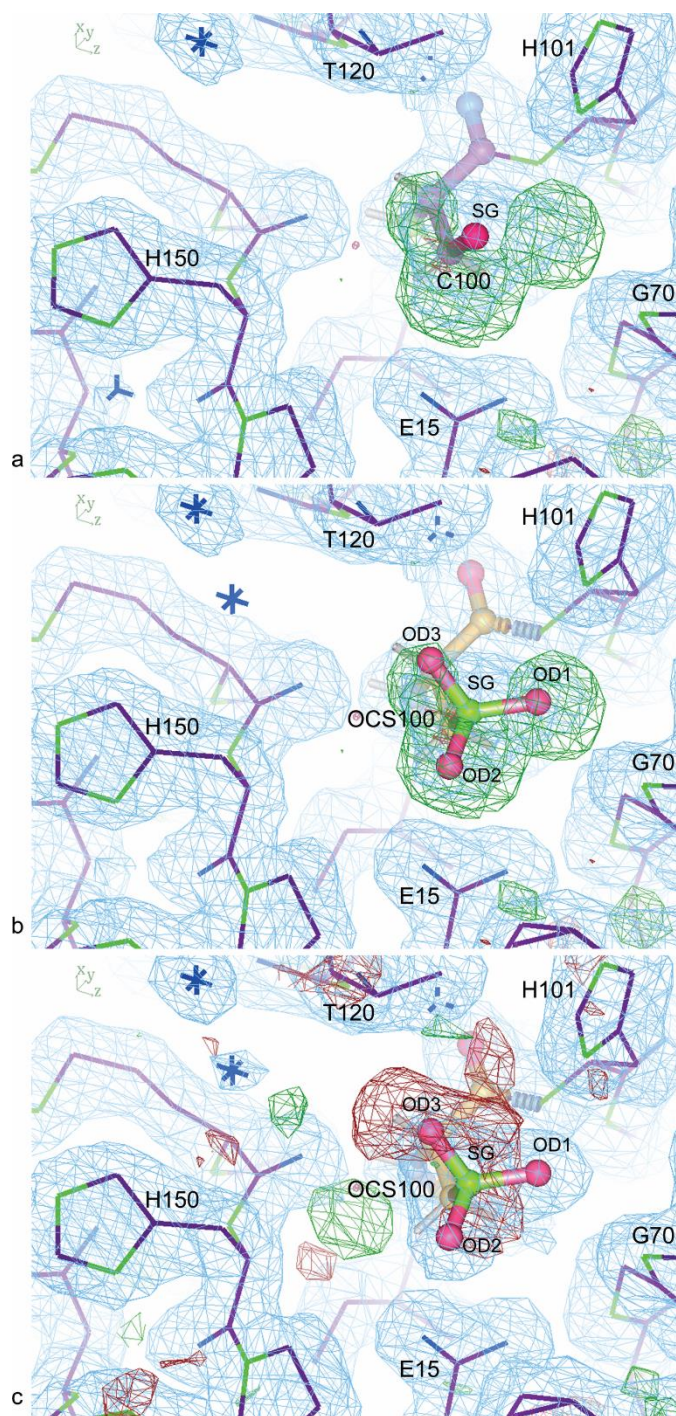 x y
z
T120
H101
SG
H150
C100
G70
E15
a
x y
z
T120
H101
OD3
SG
OD1
OCS100
H150
G70
OD2
E15
b
x y
z
T120
H101
OD3
SG
OD1
OCS100
H150
G70
OD2
E15
c